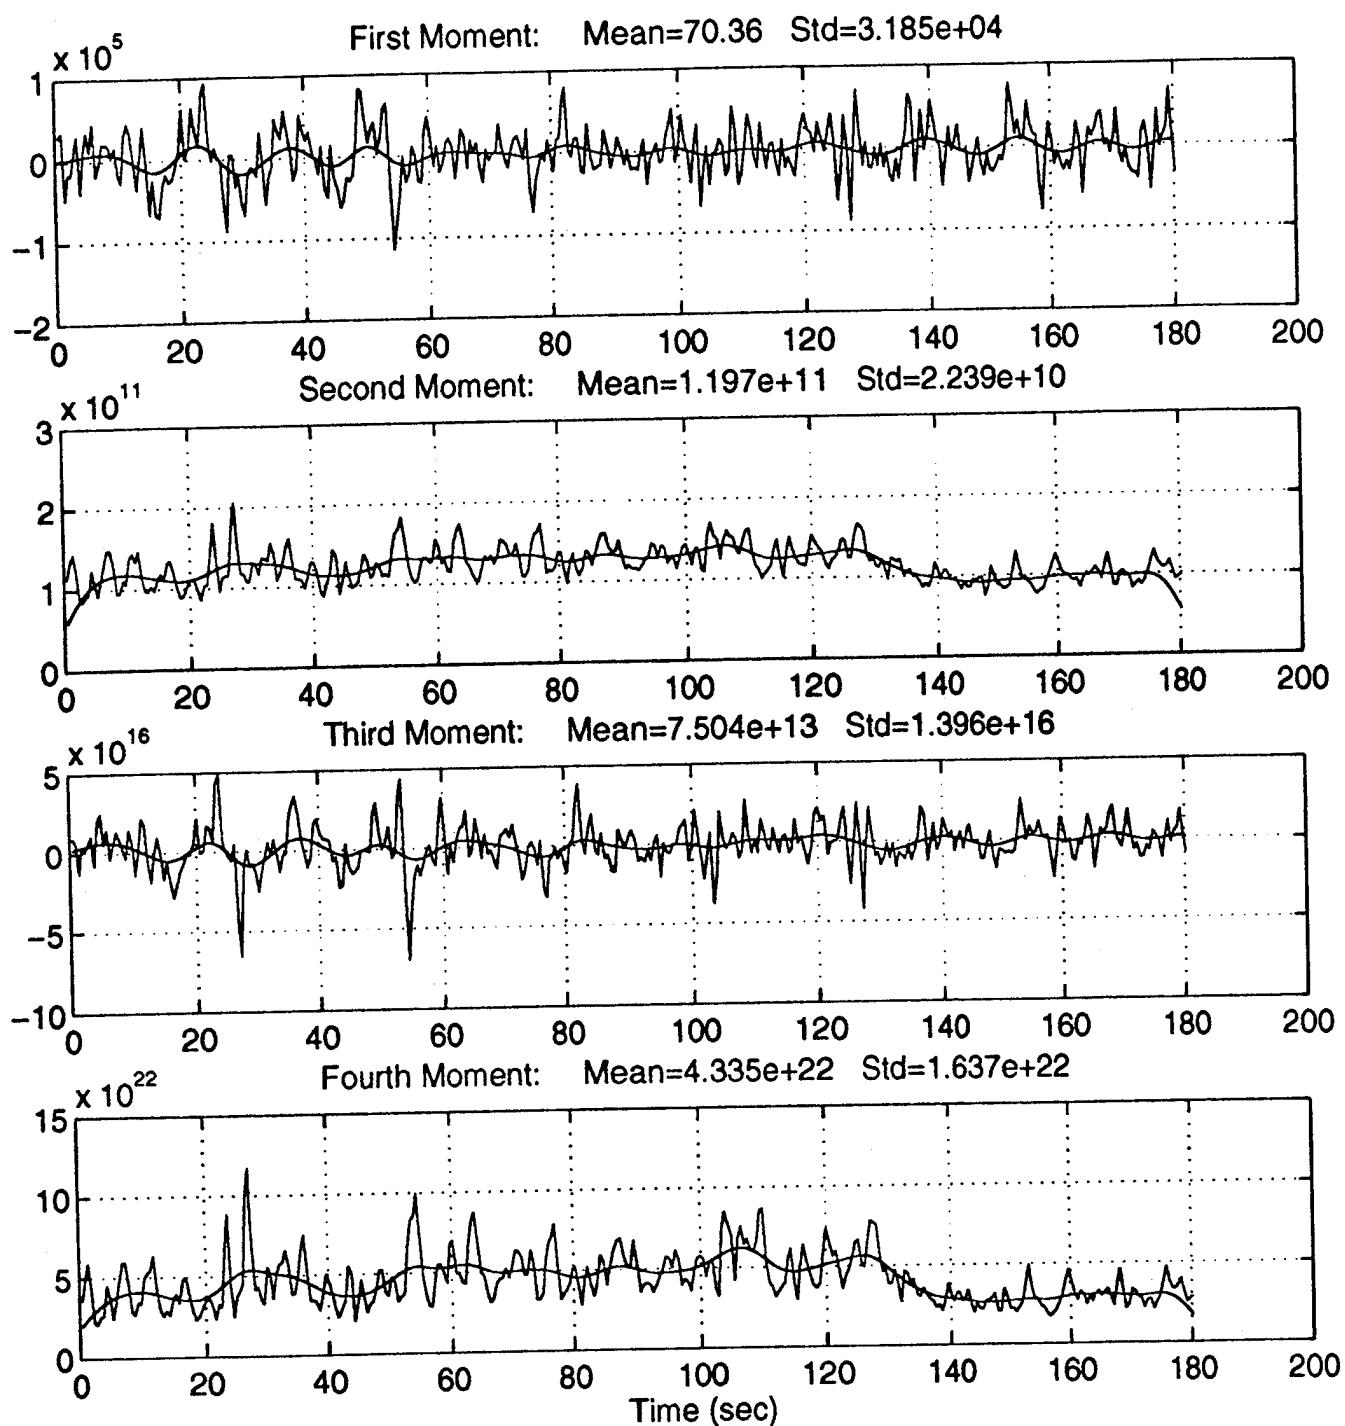 First Moment: Mean=70.36 Std=3.185e+04
x 10^5
1
0
−1
−2
0 20 40 60 80 100 120 140 160 180 200
Second Moment: Mean=1.197e+11 Std=2.239e+10
x 10^11
3
2
1
0
0 20 40 60 80 100 120 140 160 180 200
Third Moment: Mean=7.504e+13 Std=1.396e+16
x 10^16
5
0
−5
−10
0 20 40 60 80 100 120 140 160 180 200
Fourth Moment: Mean=4.335e+22 Std=1.637e+22
x 10^22
15
10
5
0
0 20 40 60 80 100 120 140 160 180 200
Time (sec)